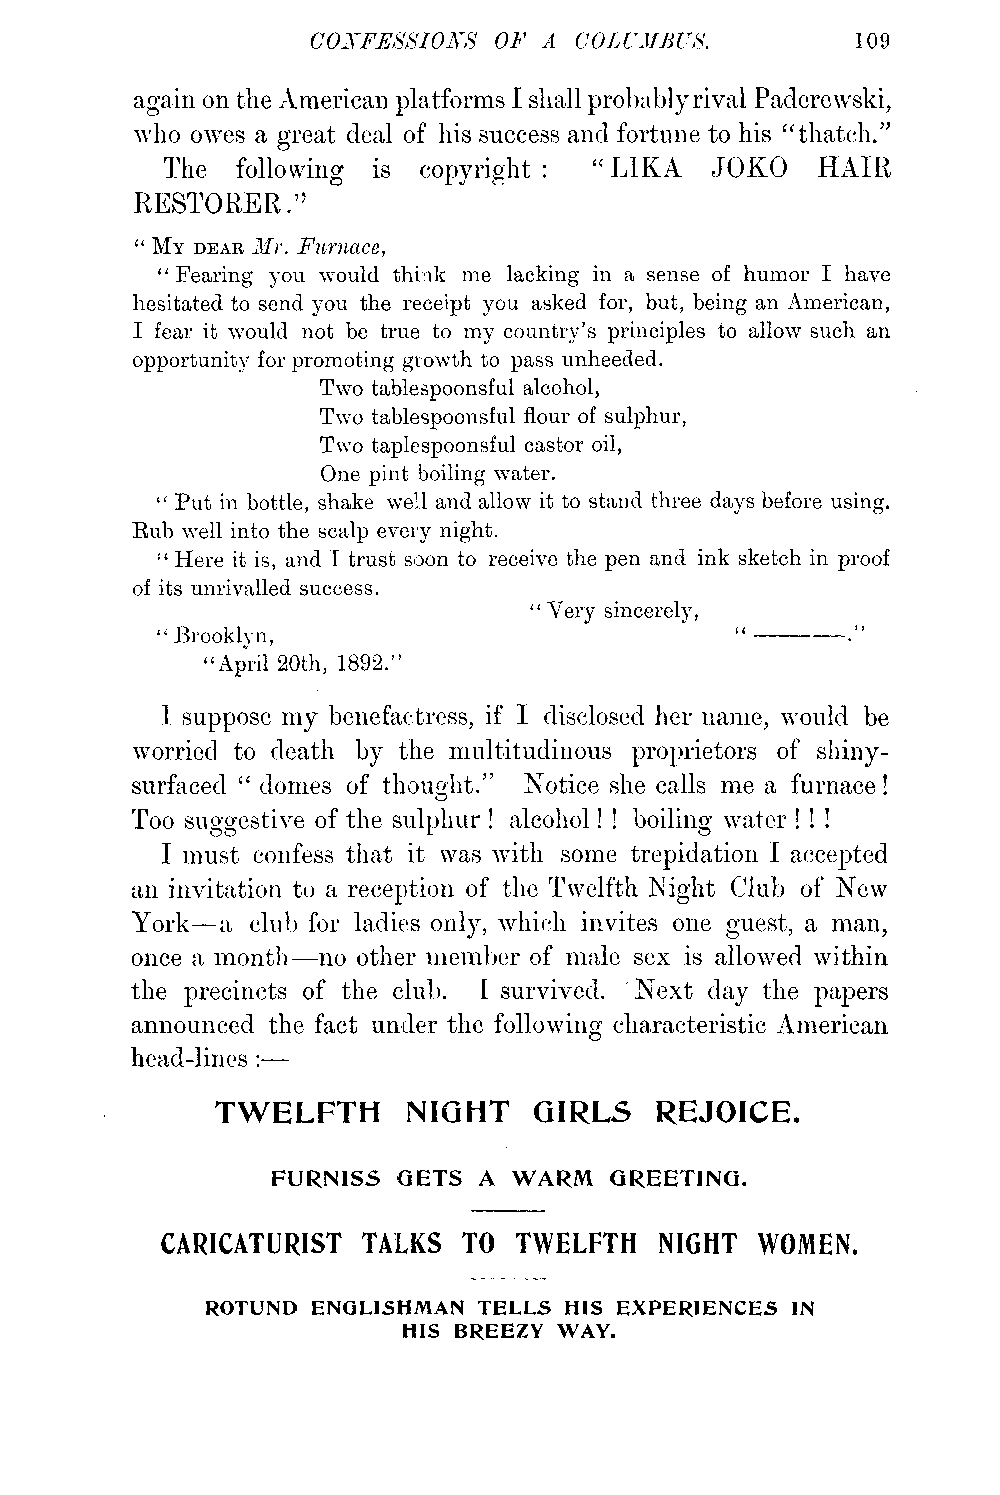 CONFESSIONS OF A COLUMBUS. 109
again on the American platforms I shall probably rival Paderewski,
who owes a great deal of his success and fortune to his “thatch.”
The following is copyright : “LIKA JOKO HAIR
RESTORER.”
“ MY DEAR Mr. Furnace,
“ Fearing you would think me lacking in a sense of humor I have
hesitated to send you the receipt you asked for, but, being an American,
I fear it would not be true to my country’s principles to allow such an
opportunity for promoting growth to pass unheeded.
Two tablespoonsful alcohol,
Two tablespoonsful flour of sulphur,
Two taplespoonsful castor oil,
One pint boiling water.
“ Put in bottle, shake well and allow it to stand three days before using.
Rub well into the scalp every night.
“ Here it is, and I trust soon to receive the pen and ink sketch in proof
of its unrivalled success.
“ Very sincerely,
“ Brooklyn, “ ———.”
“April 20th, 1892.”
I suppose my benefactress, if I disclosed her name, would be
worried to death by the multitudinous proprietors of shiny-
surfaced “ domes of thought.” Notice she calls me a furnace!
Too suggestive of the sulphur! alcohol!! boiling water!!!
I must confess that it was with some trepidation I accepted
an invitation to a reception of the Twelfth Night Club of New
York—a club for ladies only, which invites one guest, a man,
once a month—no other member of male sex is allowed within
the precincts of the club. I survived. Next day the papers
announced the fact under the following characteristic American
head-lines :—
TWELFTH NIGHT GIRLS REJOICE.
FURNISS GETS A WARM GREETING.
CARICATURIST TALKS TO TWELFTH NIGHT WOMEN.
ROTUND ENGLISHMAN TELLS HIS EXPERIENCES IN
HIS BREEZY WAY.